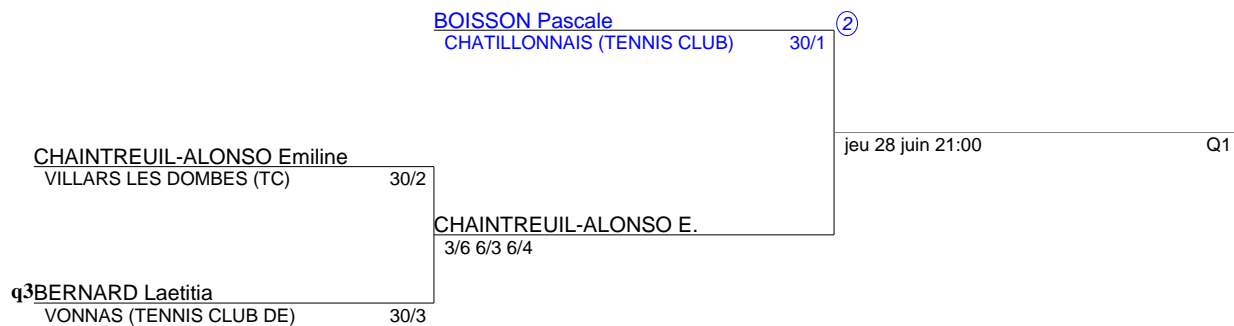 BOISSON Pascale 2
CHATILLONNAIS (TENNIS CLUB) 30/1
jeu 28 juin 21:00 Q1
CHAINTREUIL-ALONSO Emiline
VILLARS LES DOMBES (TC) 30/2
CHAINTREUIL-ALONSO E.
3/6 6/3 6/4
q3BERNARD Laetitia
VONNAS (TENNIS CLUB DE) 30/3